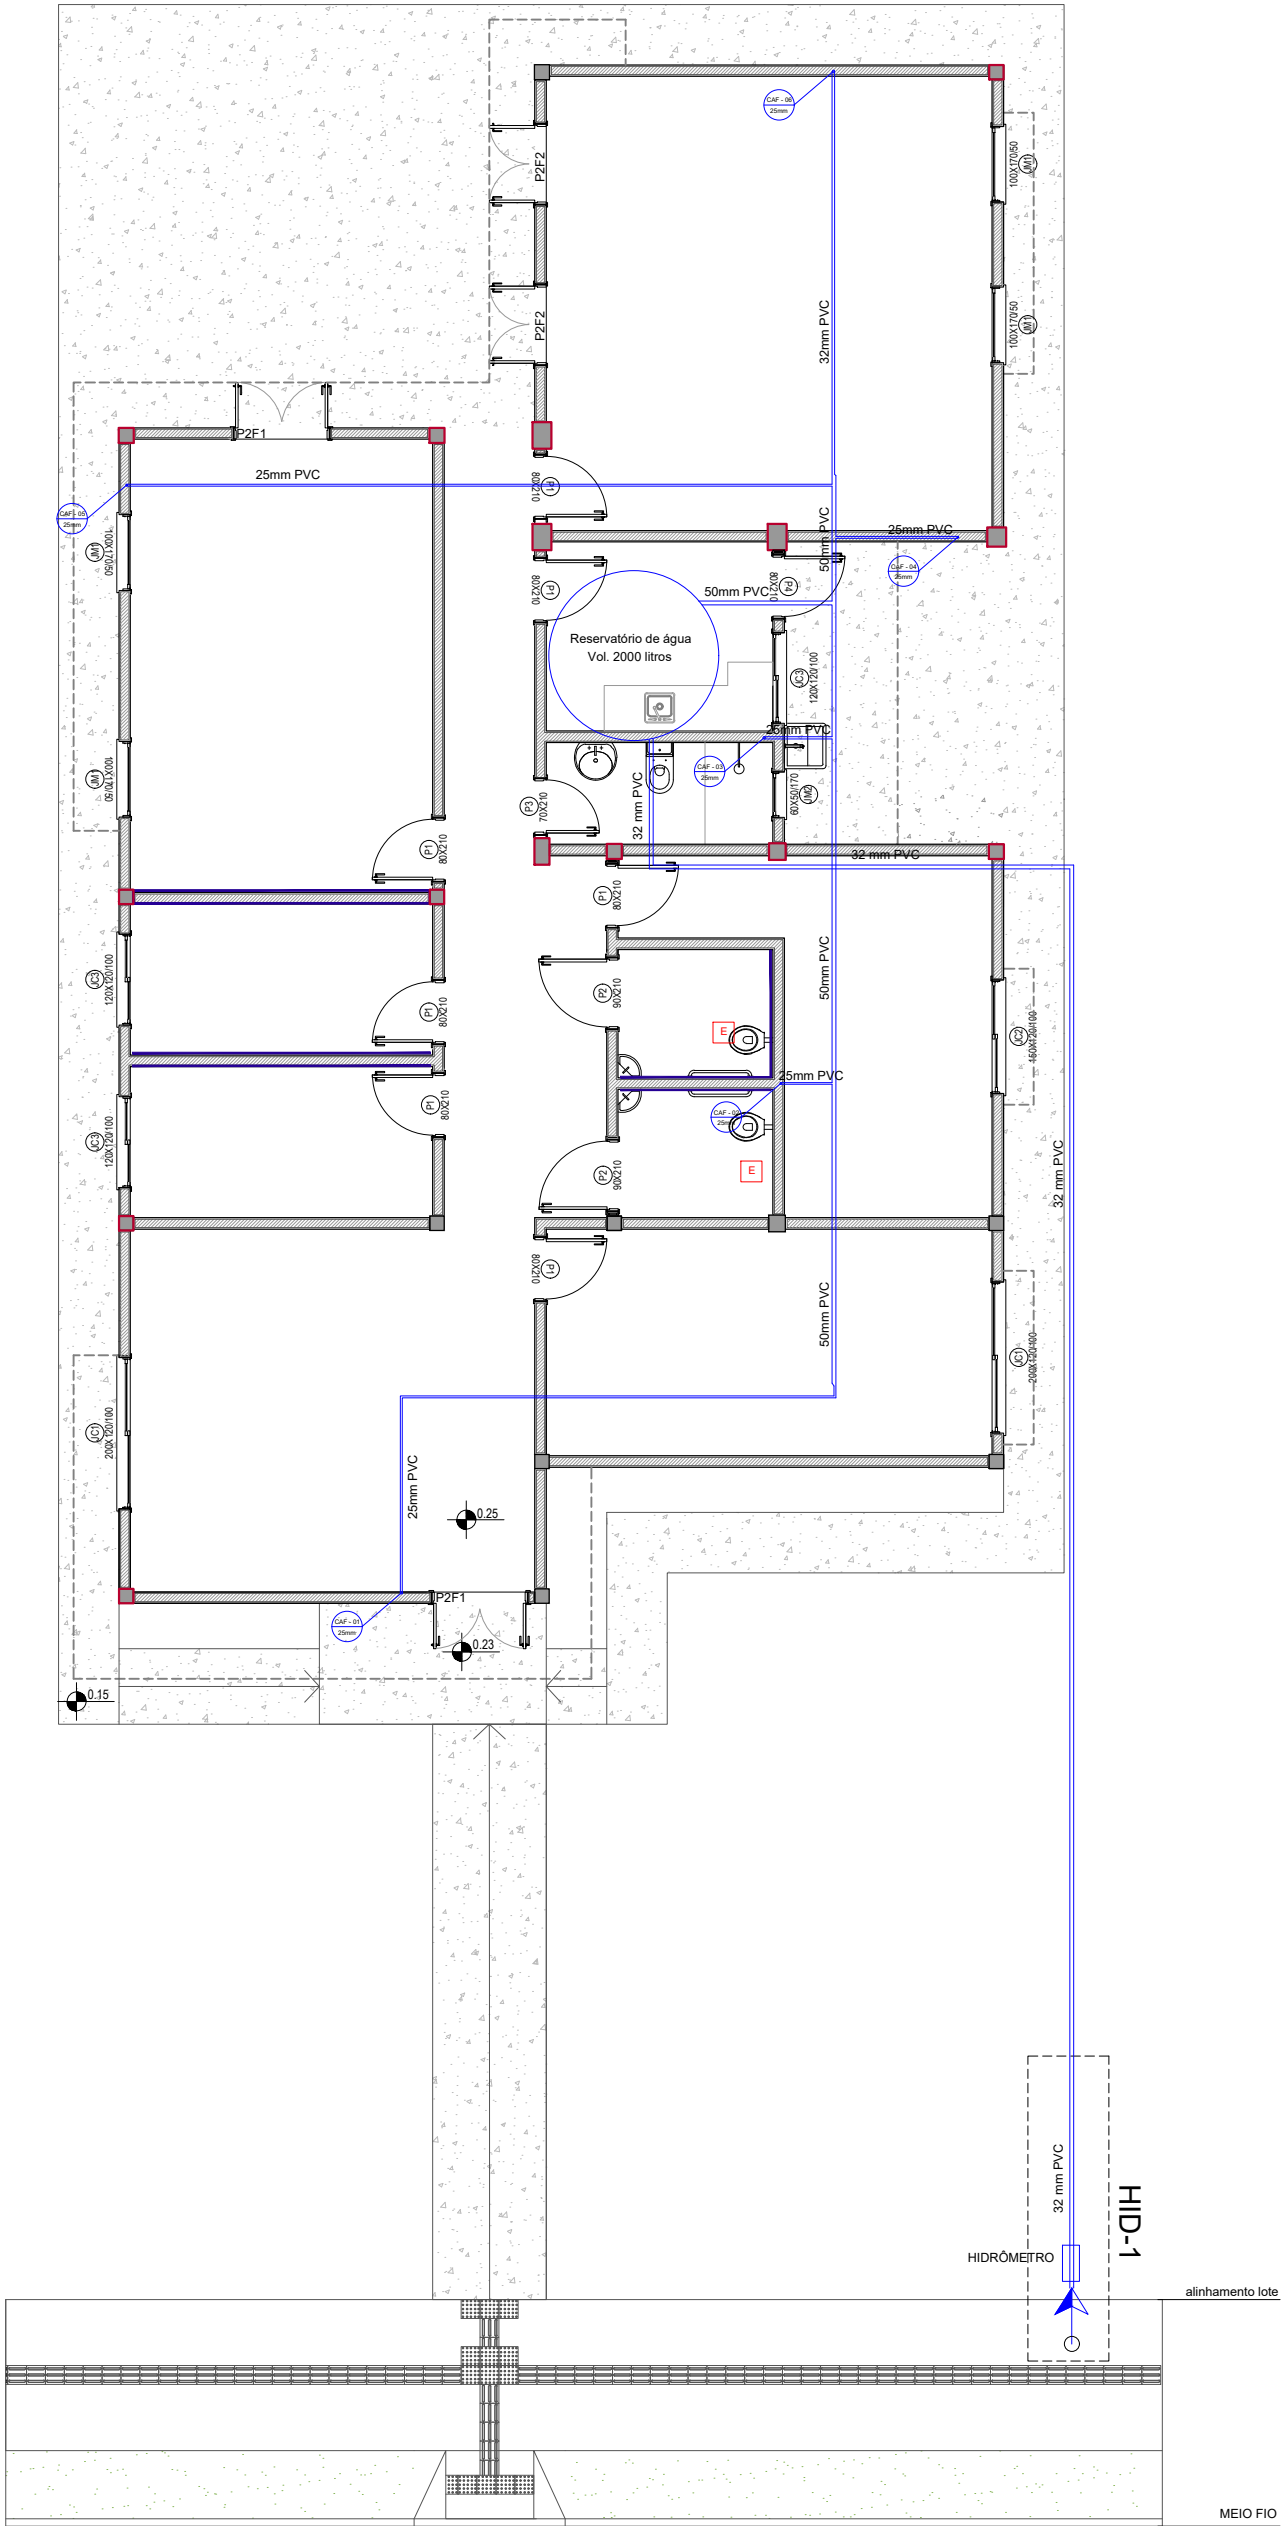 CAF - 06
25mm
P2F2
100X170/50
JM1
P2F2
32mm PVC
100X170/50
JM1
P2F1
25mm PVC
80X210
P1
CAF - 05
25mm
50mm PVC
25mm PVC
JM1
100X170/50
CAF - 04
25mm
80X210
P1
80X210
P4
50mm PVC
Reservatório de água
Vol. 2000 litros
JC3
120X120/100
25mm PVC
CAF - 03
25mm
JM1
100X170/50
P3
70X210
32 mm PVC
60X50/170
JM2
P1
80X210
32 mm PVC
P1
80X210
JC3
120X120/100
P1
80X210
P2
90X210
50mm PVC
JC2
150X120/100
E
25mm PVC
P1
80X210
CAF - 02
25mm
JC3
120X120/100
E
P2
90X210
32 mm PVC
80X210
P1
50mm PVC
JC1
200X120/100
JC1
200X120/100
25mm PVC
0.25
P2F1
CAF - 01
25mm
0.23
0.15
32 mm PVC
HID-1
HIDRÔMETRO
alinhamento lote
MEIO FIO